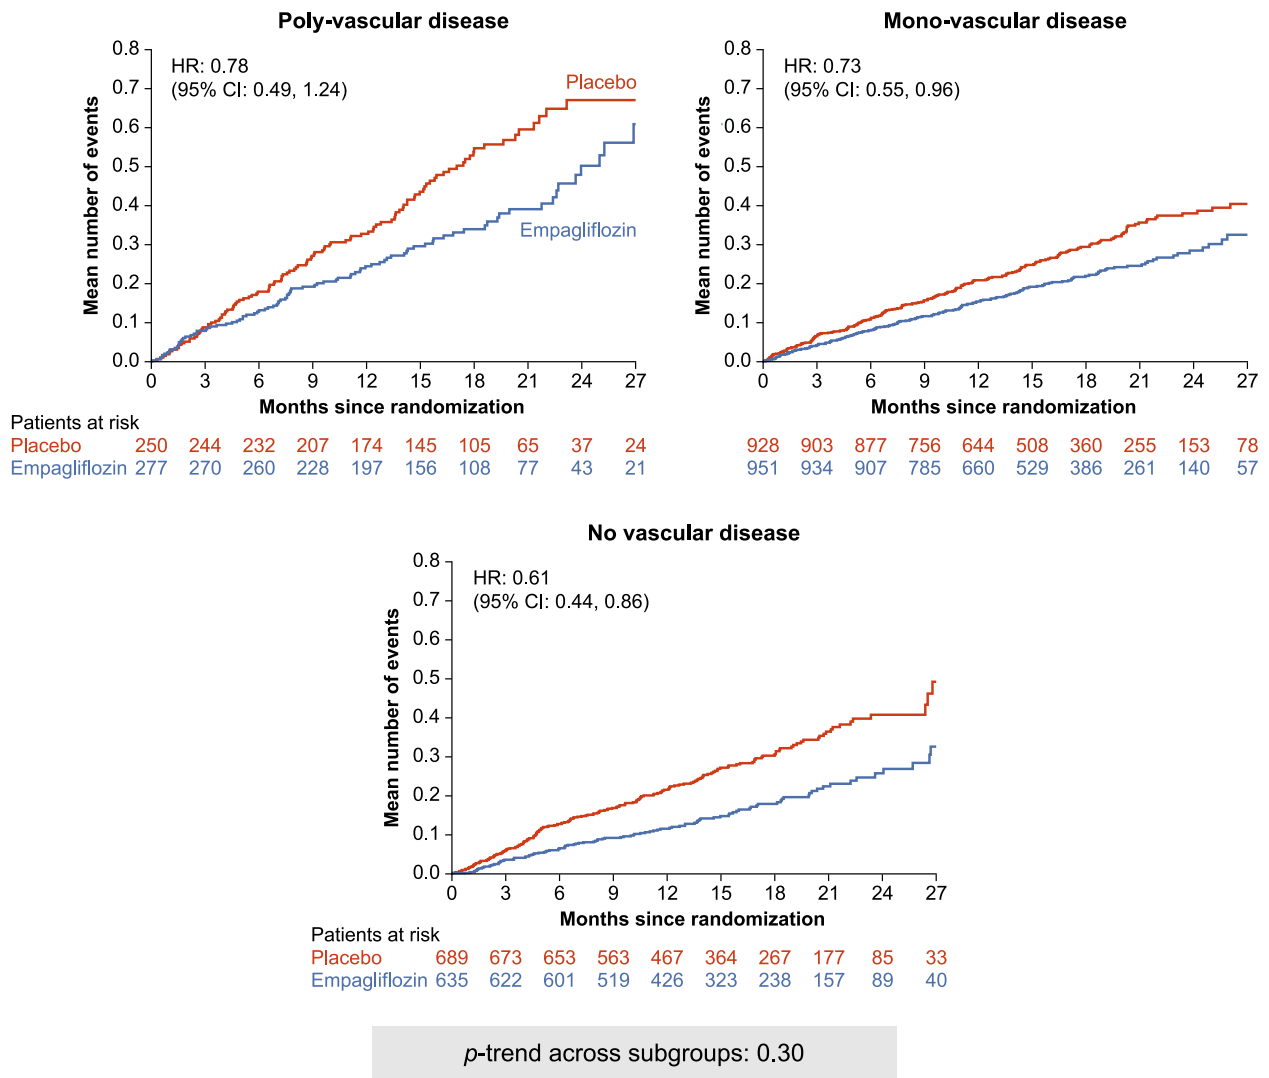 Poly-vascular disease
HR: 0.78
(95% CI: 0.49, 1.24)
Placebo
Empagliflozin
Mean number of events
0.8
0.7
0.6
0.5
0.4
0.3
0.2
0.1
0.0
0 3 6 9 12 15 18 21 24 27
Months since randomization
Patients at risk
Placebo 250 244 232 207 174 145 105 65 37 24
Empagliflozin 277 270 260 228 197 156 108 77 43 21
Mono-vascular disease
HR: 0.73
(95% CI: 0.55, 0.96)
Mean number of events
0.8
0.7
0.6
0.5
0.4
0.3
0.2
0.1
0.0
0 3 6 9 12 15 18 21 24 27
Months since randomization
928 903 877 756 644 508 360 255 153 78
951 934 907 785 660 529 386 261 140 57
No vascular disease
HR: 0.61
(95% CI: 0.44, 0.86)
Mean number of events
0.8
0.7
0.6
0.5
0.4
0.3
0.2
0.1
0.0
0 3 6 9 12 15 18 21 24 27
Months since randomization
Patients at risk
Placebo 689 673 653 563 467 364 267 177 85 33
Empagliflozin 635 622 601 519 426 323 238 157 89 40
p-trend across subgroups: 0.30